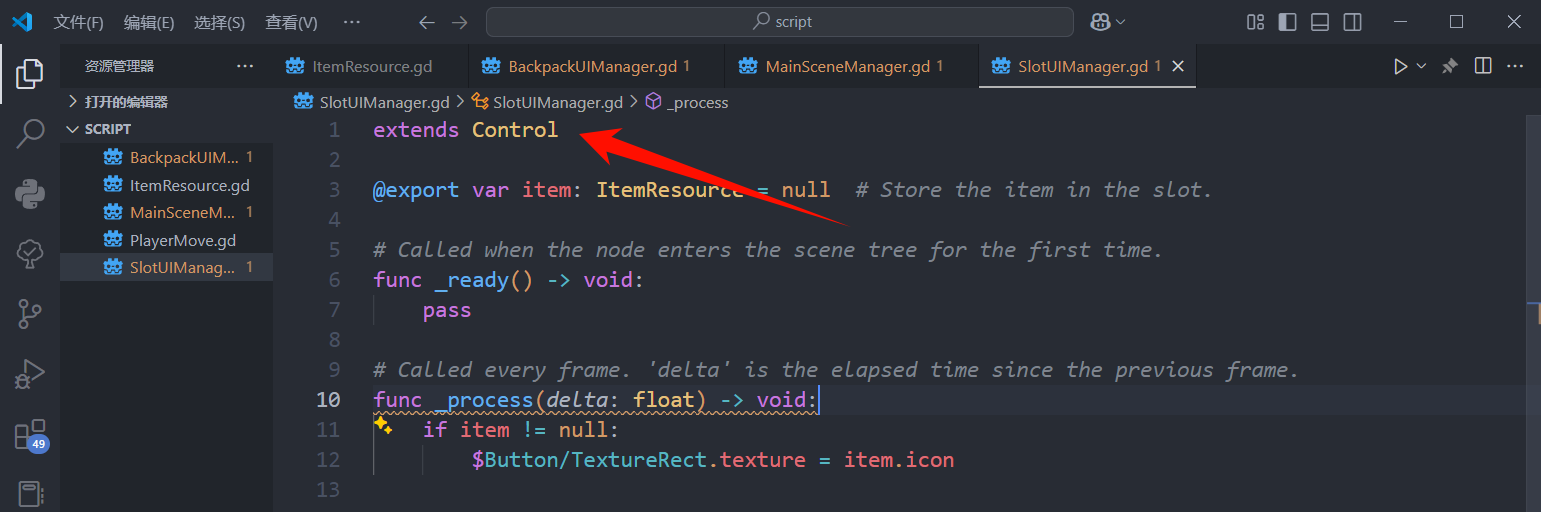 文件(F) 编辑(E) 选择(S) 查看(V) ··· script
资源管理器 ···
ItemResource.gd BackpackUIManager.gd 1 MainSceneManager.gd 1 SlotUIManager.gd 1
打开的编辑器
SCRIPT
BackpackUIM... 1
ItemResource.gd
MainSceneM... 1
PlayerMove.gd
SlotUIManag... 1
49
SlotUIManager.gd > SlotUIManager.gd > _process
1 extends Control
2
3 @export var item: ItemResource = null # Store the item in the slot.
4
5 # Called when the node enters the scene tree for the first time.
6 func _ready() -> void:
7 pass
8
9 # Called every frame. 'delta' is the elapsed time since the previous frame.
10 func _process(delta: float) -> void:
11 if item != null:
12 $Button/TextureRect.texture = item.icon
13